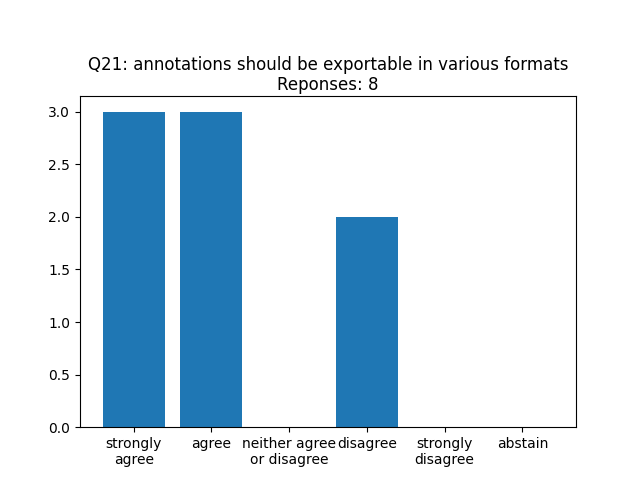 Q21: annotations should be exportable in various formats
Reponses: 8
3.0
2.5
2.0
1.5
1.0
0.5
0.0
strongly agree
agree
neither agree or disagree
disagree
strongly disagree
abstain